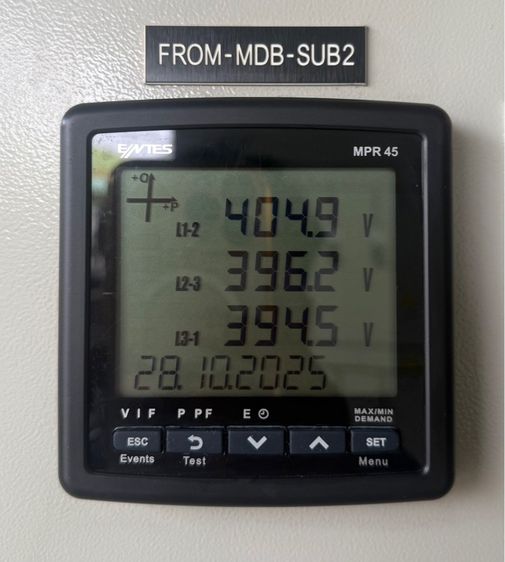 FROM-MDB-SUB2
ENTES MPR 45
+Q
+P
L1-2 404.9 V
L2-3 396.2 V
L3-1 394.5 V
28.10.2025
V I F P PF E MAX/MIN DEMAND
ESC SET
Events Test Menu